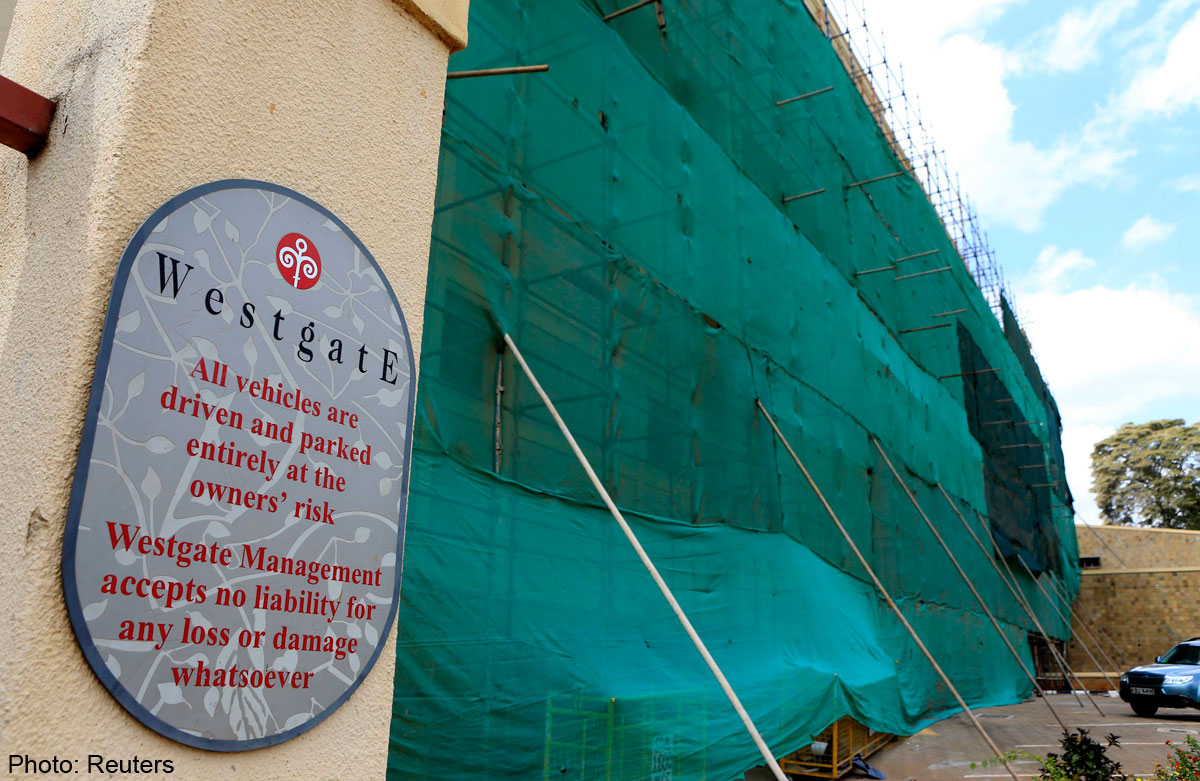 WestgatE
All vehicles are
driven and parked
entirely at the
owners' risk
Westgate Management
accepts no liability for
any loss or damage
whatsoever
Photo: Reuters